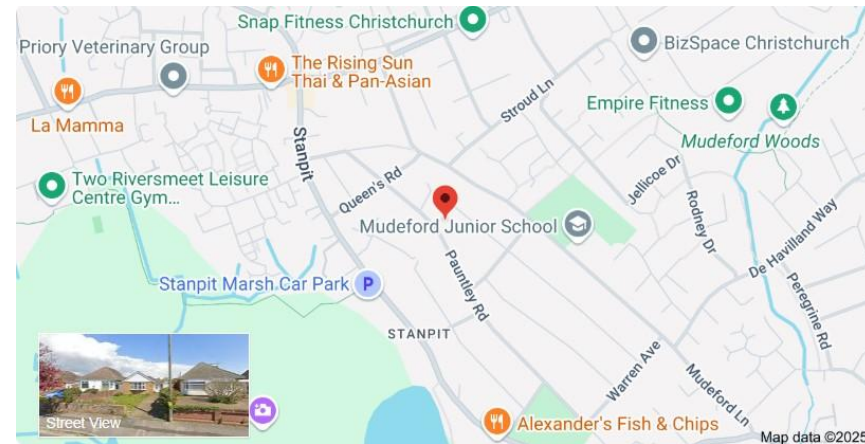 Snap Fitness Christchurch
Priory Veterinary Group
BizSpace Christchurch
The Rising Sun
Thai & Pan-Asian
La Mamma
Stroud Ln
Empire Fitness
Mudeford Woods
Stanpit
Two Riversmeet Leisure
Centre Gym...
Queen's Rd
Jellicoe Dr
Rodney Dr
Mudeford Junior School
De Havilland Way
Stanpit Marsh Car Park
P
Pauntley Rd
Peregrine Rd
STANPIT
Warren Ave
Mudeford Ln
Street View
Alexander's Fish & Chips
Map data ©2025